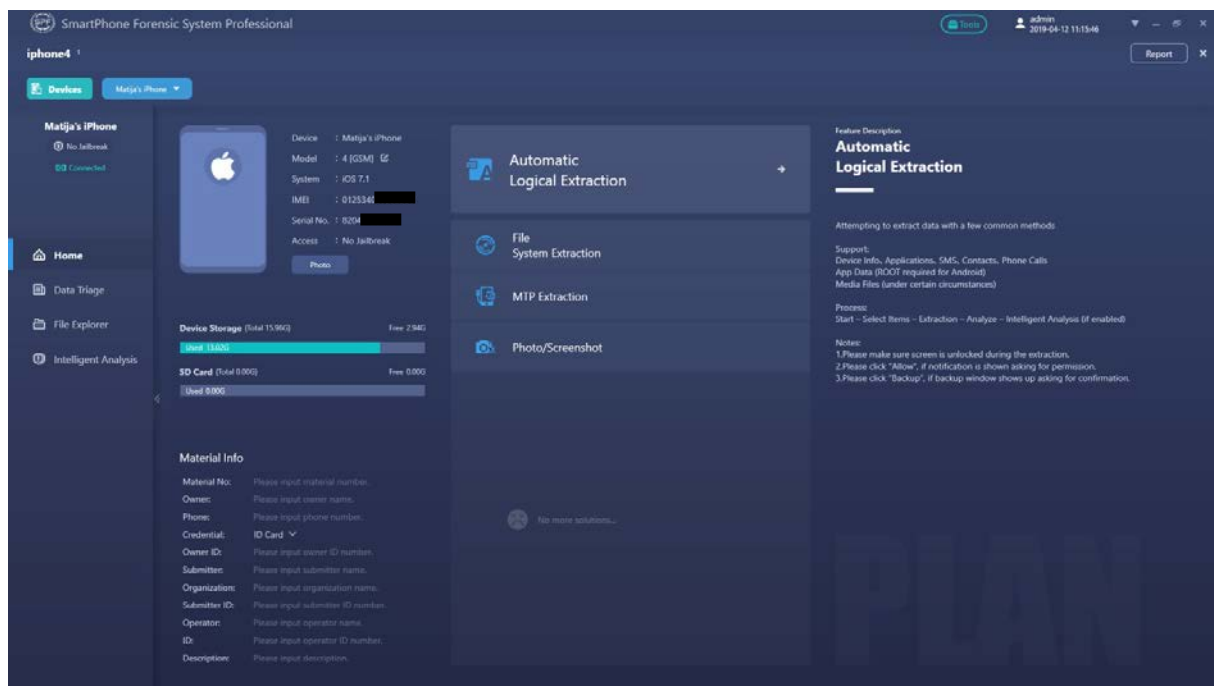 SPF SmartPhone Forensic System Professional
Tools
admin
2019-04-12 11:15:46
iphone4 1
Report
Devices
Matija's iPhone
Matija's iPhone
No Jailbreak
Connected
Home
Data Triage
File Explorer
Intelligent Analysis
Device : Matija's iPhone
Model : 4 [GSM]
System : iOS 7.1
IMEI : 0125340
Serial No. : 8204
Access : No Jailbreak
Photo
Device Storage (Total 15.96G) Free 2.94G
Used 13.02G
SD Card (Total 0.00G) Free 0.00G
Used 0.00G
Material Info
Material No: Please input material number.
Owner: Please input owner name.
Phone: Please input phone number.
Credential: ID Card
Owner ID: Please input owner ID number.
Submitter: Please input submitter name.
Organization: Please input organization name.
Submitter ID: Please input submitter ID number.
Operator: Please input operator name.
ID: Please input operator ID number.
Description: Please input description.
Automatic
Logical Extraction
File
System Extraction
MTP Extraction
Photo/Screenshot
No more solutions...
Feature Description
Automatic
Logical Extraction
Attempting to extract data with a few common methods
Support:
Device Info, Applications, SMS, Contacts, Phone Calls
App Data (ROOT required for Android)
Media Files (under certain circumstances)
Process:
Start – Select Items – Extraction – Analyze – Intelligent Analysis (if enabled)
Notes:
1.Please make sure screen is unlocked during the extraction.
2.Please click "Allow", if notification is shown asking for permission.
3.Please click "Backup", if backup window shows up asking for confirmation.
PLAN